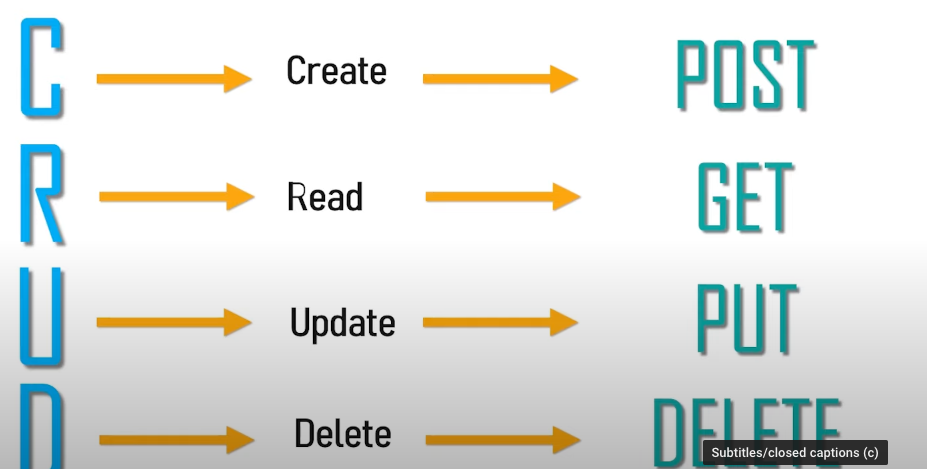 C Create POST
R Read GET
U Update PUT
D Delete DELETE
Subtitles/closed captions (c)